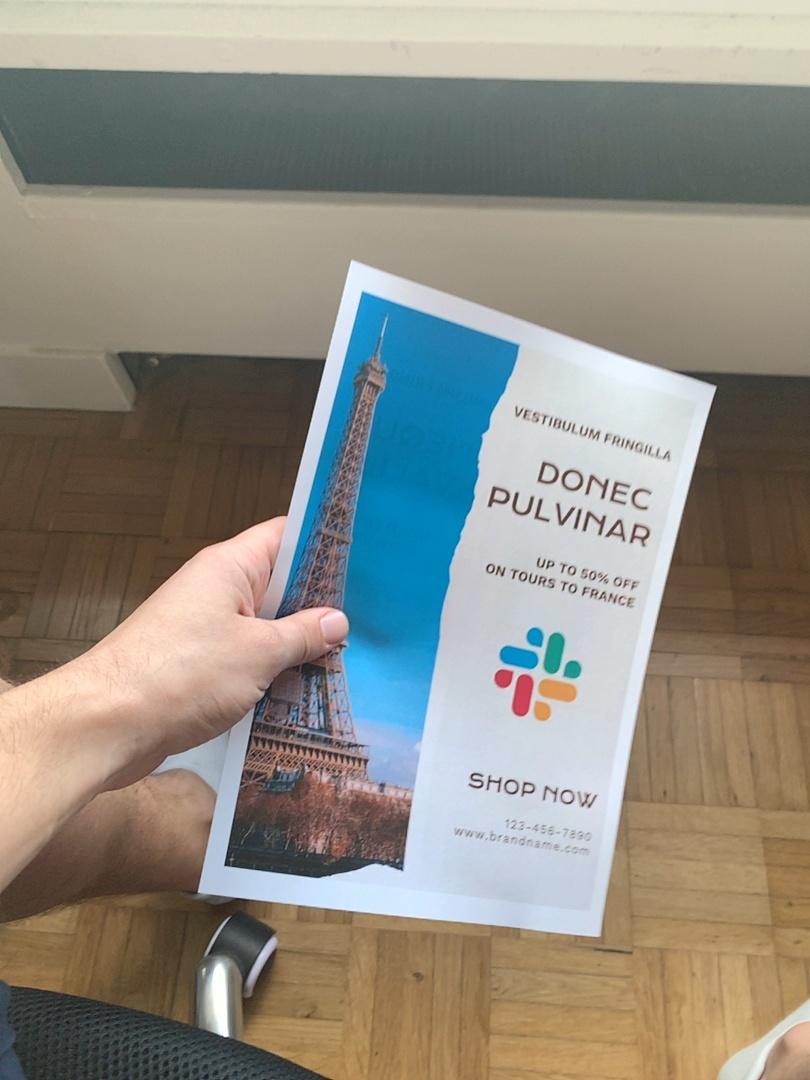 VESTIBULUM FRINGILLA
DONEC
PULVINAR
UP TO 50% OFF
ON TOURS TO FRANCE
SHOP NOW
123-456-7890
www.brandname.com